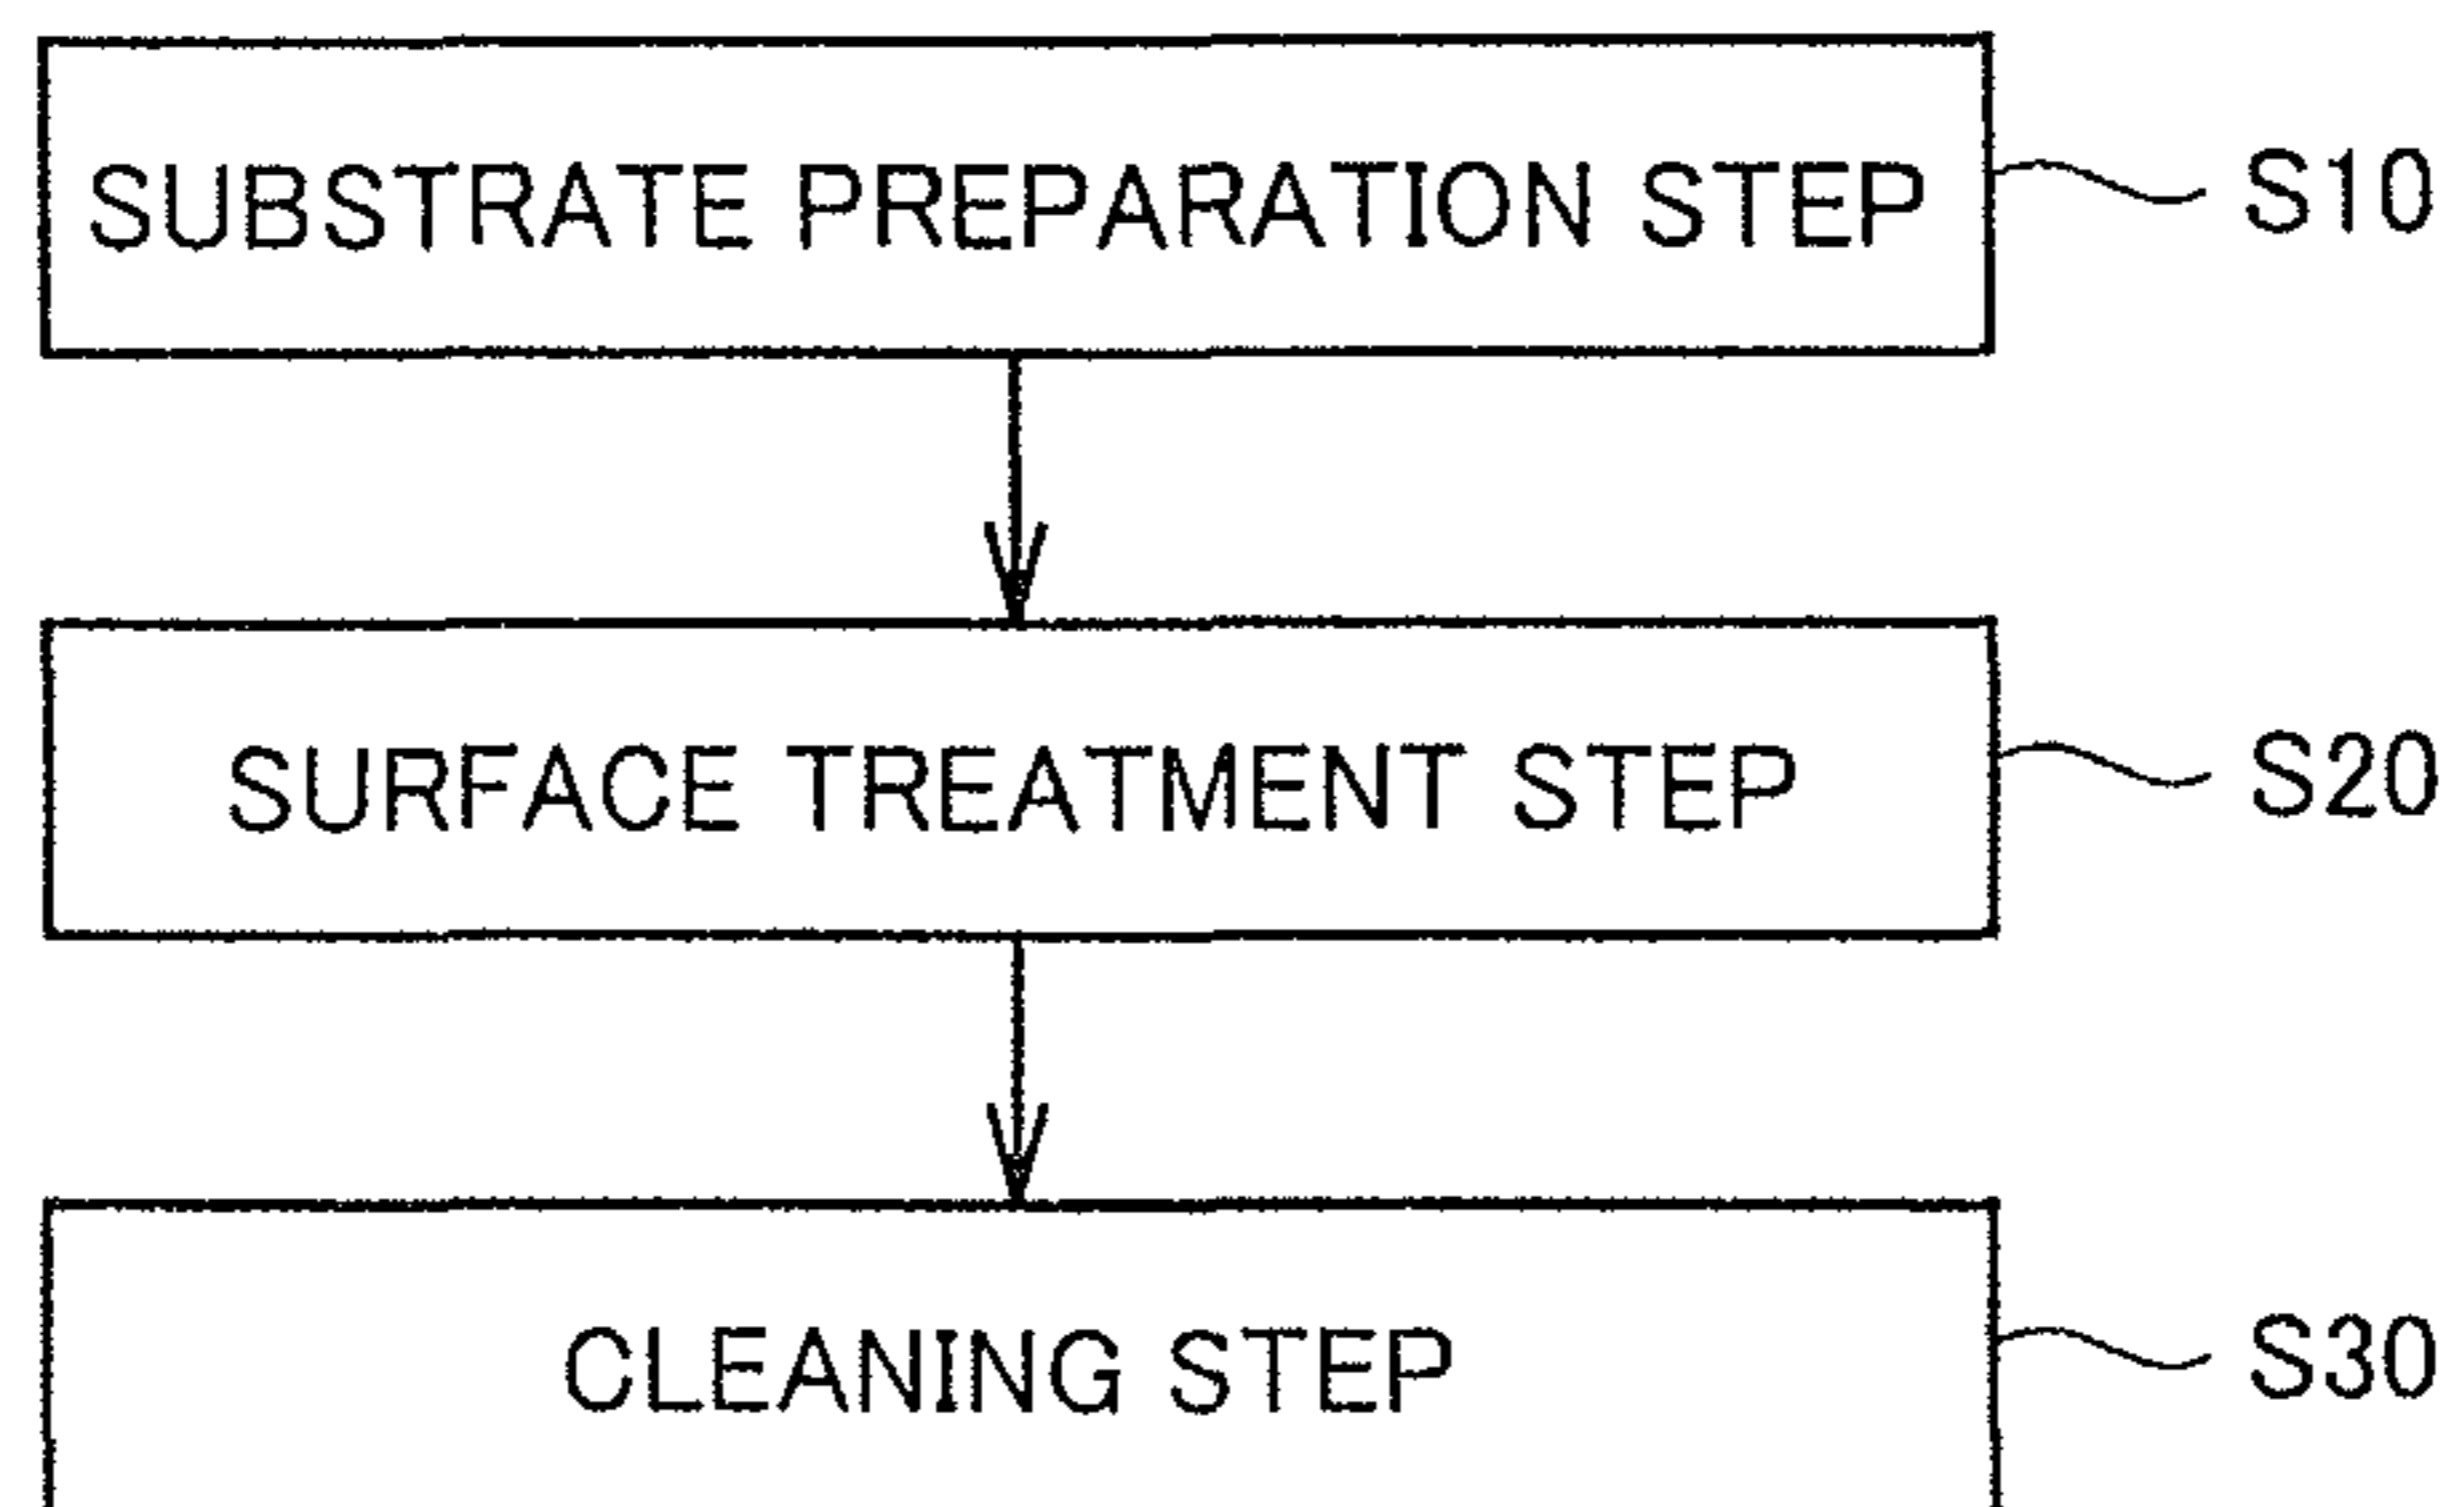 SUBSTRATE PREPARATION STEP S10
SURFACE TREATMENT STEP S20
CLEANING STEP S30